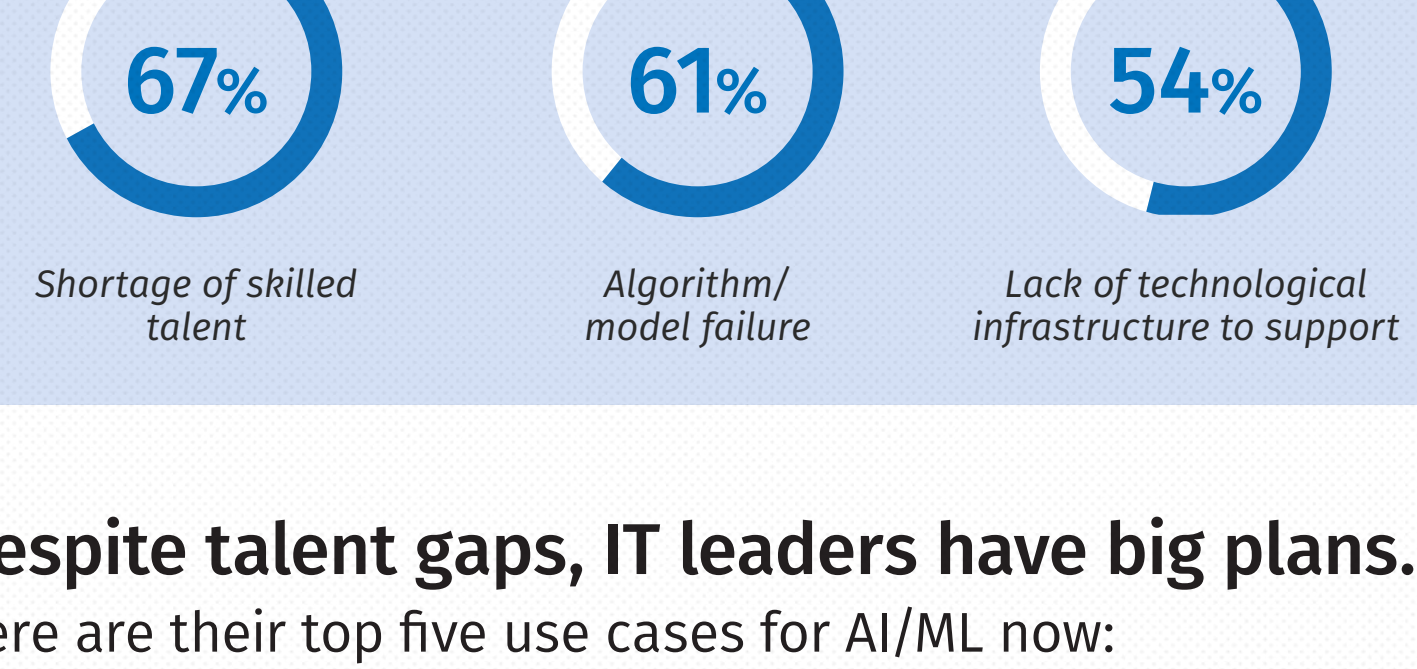 67%
61%
54%
Shortage of skilled
talent
Algorithm/
model failure
Lack of technological
infrastructure to support
espite talent gaps, IT leaders have big plans.
ere are their top five use cases for AI/ML now: